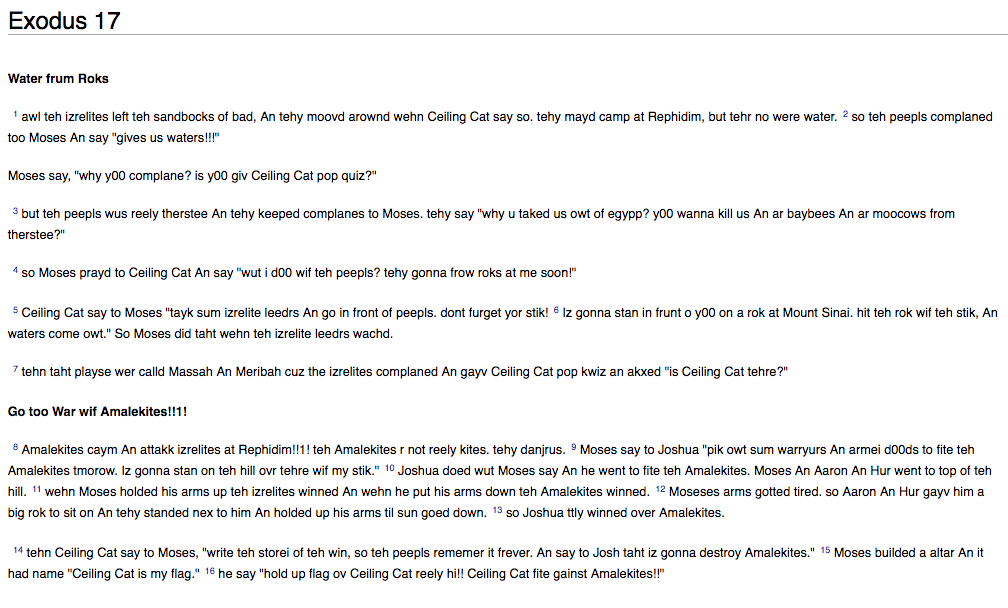 Exodus 17
Water frum Roks
1 awl teh izrelites left teh sandbocks of bad, An tehy moovd arownd wehn Ceiling Cat say so. tehy mayd camp at Rephidim, but tehr no were water. 2 so teh peepls complaned
too Moses An say "gives us waters!!!"
Moses say, "why y00 complane? is y00 giv Ceiling Cat pop quiz?"
3 but teh peepls wus reely therstee An tehy keeped complanes to Moses. tehy say "why u taked us owt of egypp? y00 wanna kill us An ar baybees An ar moocows from
therstee?"
4 so Moses prayd to Ceiling Cat An say "wut i d00 wif teh peepls? tehy gonna frow roks at me soon!"
5 Ceiling Cat say to Moses "tayk sum izrelite leedrs An go in front of peepls. dont furget yor stik! 6 Iz gonna stan in frunt o y00 on a rok at Mount Sinai. hit teh rok wif teh stik, An
waters come owt." So Moses did taht wehn teh izrelite leedrs wachd.
7 tehn taht playse wer calld Massah An Meribah cuz the izrelites complaned An gayv Ceiling Cat pop kwiz an akxed "is Ceiling Cat tehre?"
Go too War wif Amalekites!!1!
8 Amalekites caym An attakk izrelites at Rephidim!!1! teh Amalekites r not reely kites. tehy danjrus. 9 Moses say to Joshua "pik owt sum warryurs An armei d00ds to fite teh
Amalekites tmorow. Iz gonna stan on teh hill ovr tehre wif my stik." 10 Joshua doed wut Moses say An he went to fite teh Amalekites. Moses An Aaron An Hur went to top of teh
hill. 11 wehn Moses holded his arms up teh izrelites winned An wehn he put his arms down teh Amalekites winned. 12 Moseses arms gotted tired. so Aaron An Hur gayv him a
big rok to sit on An tehy standed nex to him An holded up his arms til sun goed down. 13 so Joshua ttly winned over Amalekites.
14 tehn Ceiling Cat say to Moses, "write teh storei of teh win, so teh peepls rememer it frever. An say to Josh taht iz gonna destroy Amalekites." 15 Moses builded a altar An it
had name "Ceiling Cat is my flag." 16 he say "hold up flag ov Ceiling Cat reely hi!! Ceiling Cat fite gainst Amalekites!!"